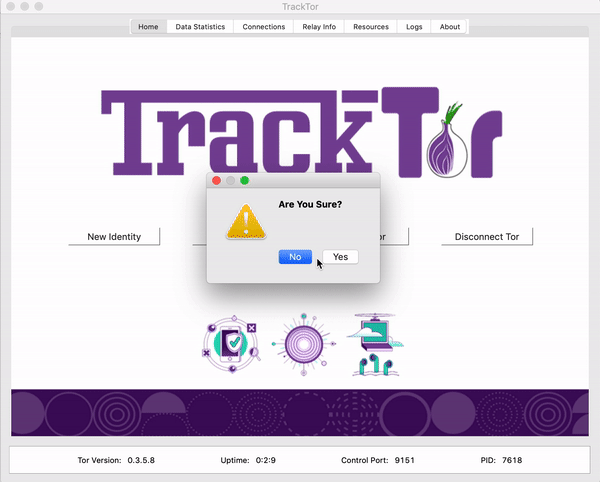 TrackTor
Home Data Statistics Connections Relay Info Resources Logs About
TrackTor
Are You Sure?
New Identity or Disconnect Tor
No Yes
Tor Version: 0.3.5.8 Uptime: 0:2:9 Control Port: 9151 PID: 7618